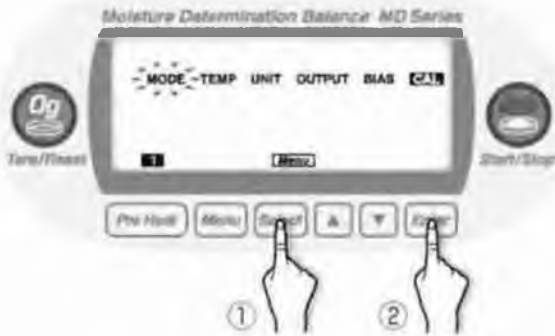 Moisture Determination Balance MD Series
MODE TEMP UNIT OUTPUT BIAS CAL
0g
Tare/Reset
Start/Stop
1
Menu
Pre Heat Menu Select ▲ ▼ Enter
① ②